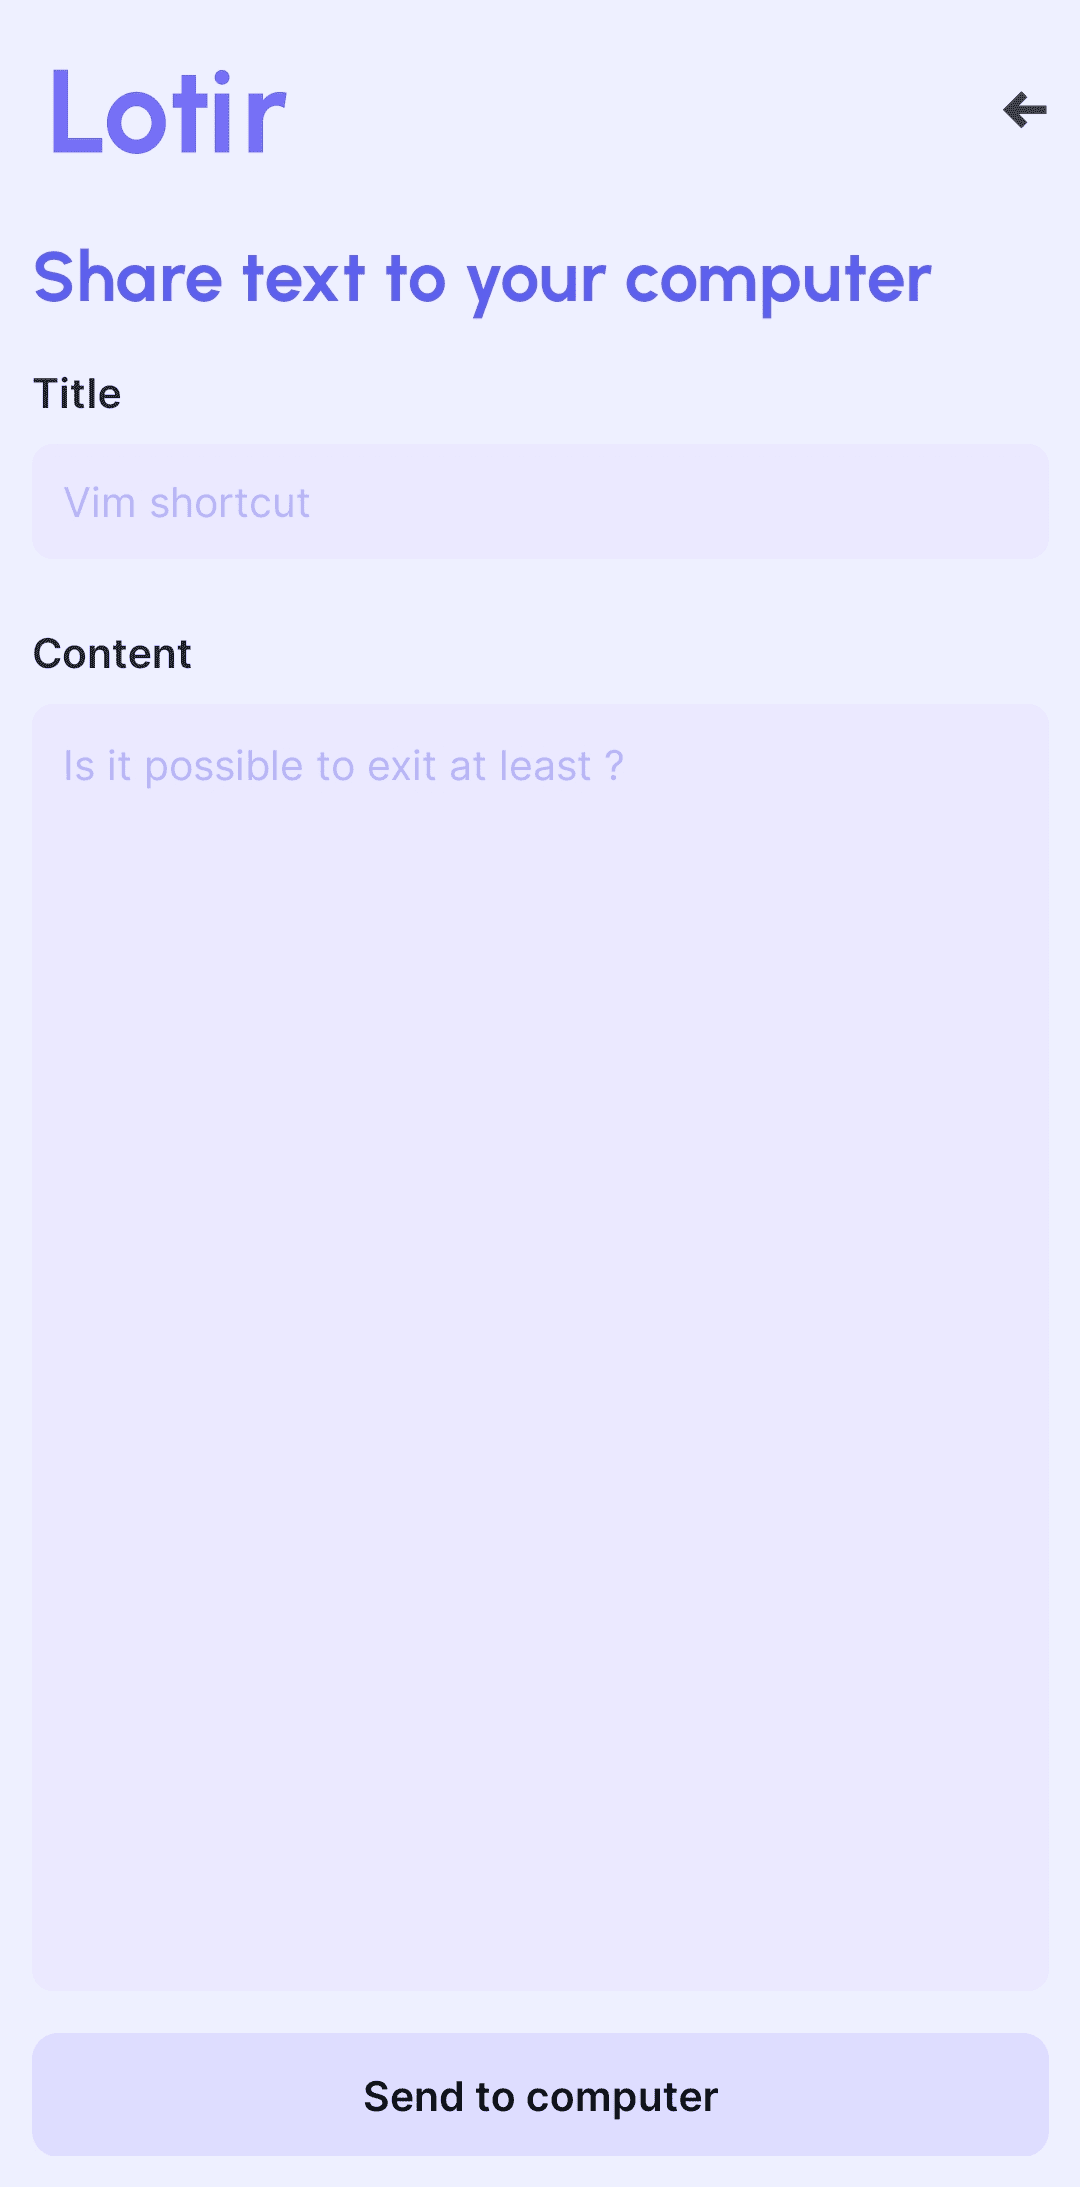 Lotir
Share text to your computer
Title
Vim shortcut
Content
Is it possible to exit at least ?
Send to computer